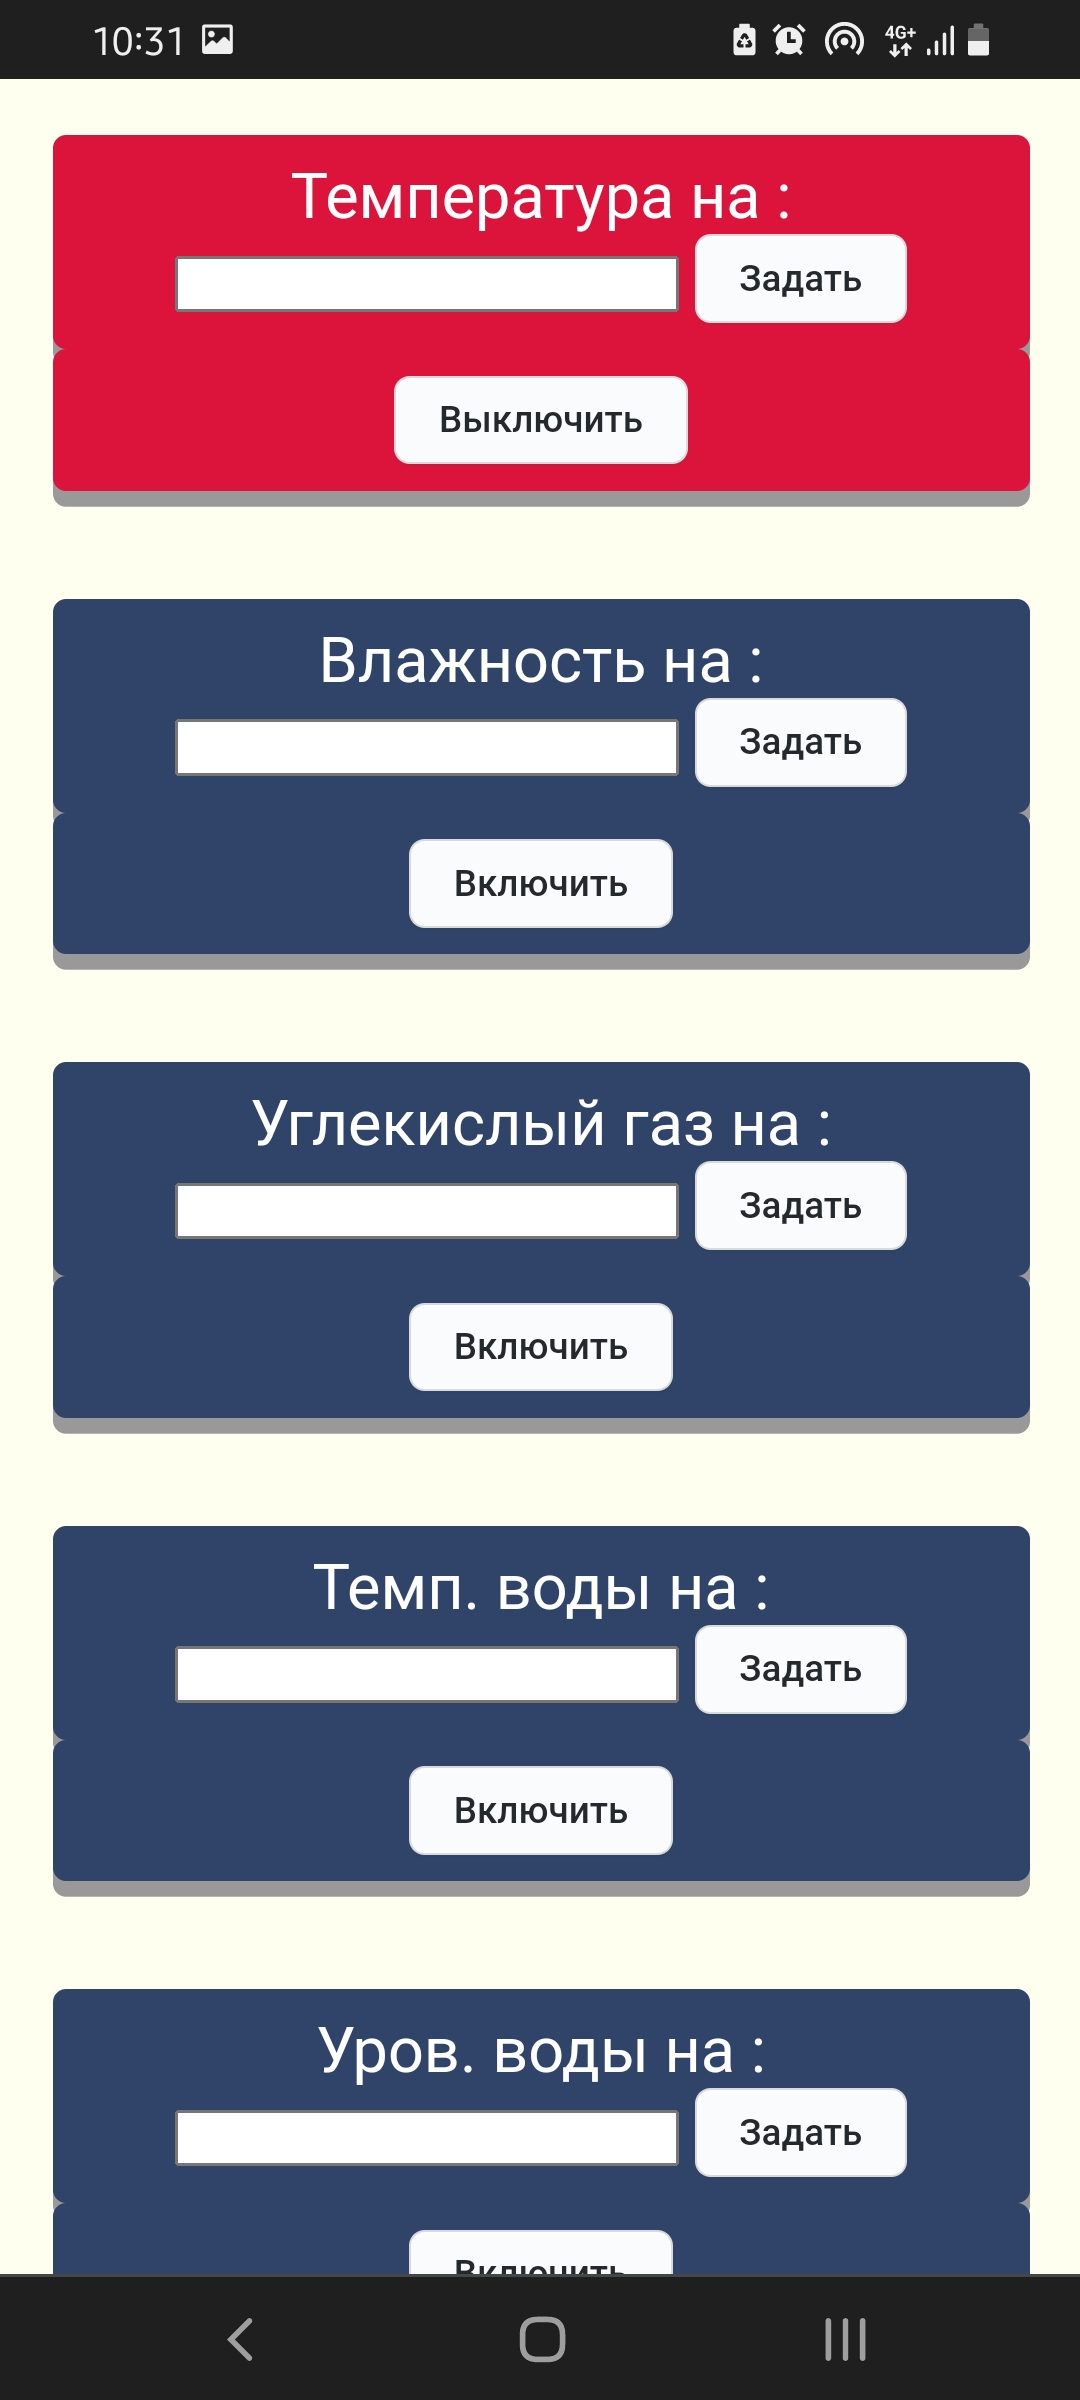 10:31 4G+
Температура на :
Задать
Выключить
Влажность на :
Задать
Включить
Углекислый газ на :
Задать
Включить
Темп. воды на :
Задать
Включить
Уров. воды на :
Задать
Включить